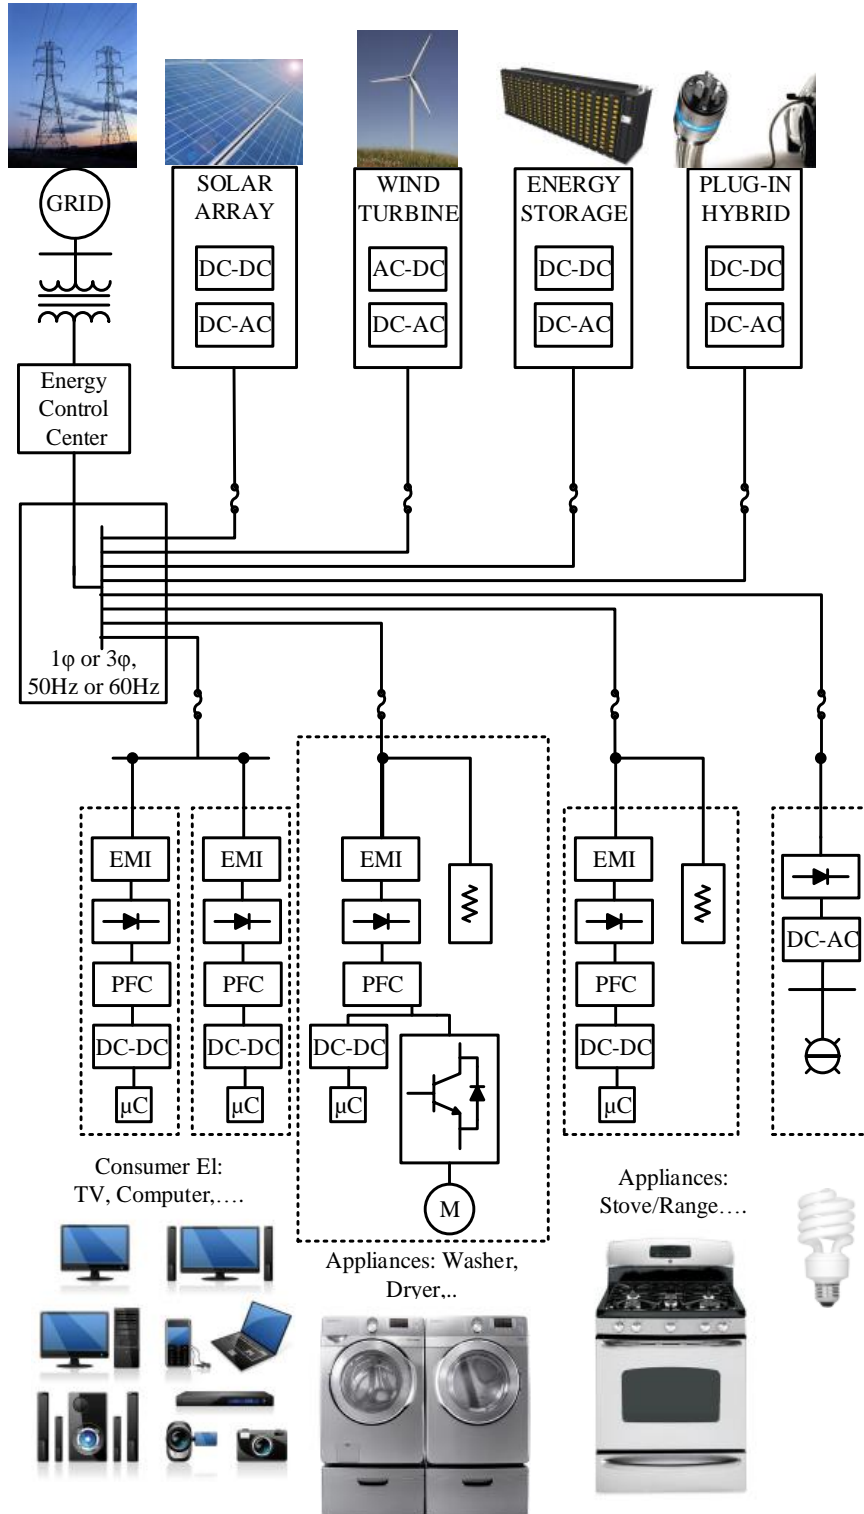 GRID
SOLAR
ARRAY
DC-DC
DC-AC
WIND
TURBINE
AC-DC
DC-AC
ENERGY
STORAGE
DC-DC
DC-AC
PLUG-IN
HYBRID
DC-DC
DC-AC
Energy
Control
Center
1φ or 3φ,
50Hz or 60Hz
EMI
PFC
DC-DC
μC
EMI
PFC
DC-DC
μC
EMI
PFC
DC-DC
μC
M
EMI
PFC
DC-DC
μC
DC-AC
Consumer El:
TV, Computer,….
Appliances: Washer,
Dryer,..
Appliances:
Stove/Range….